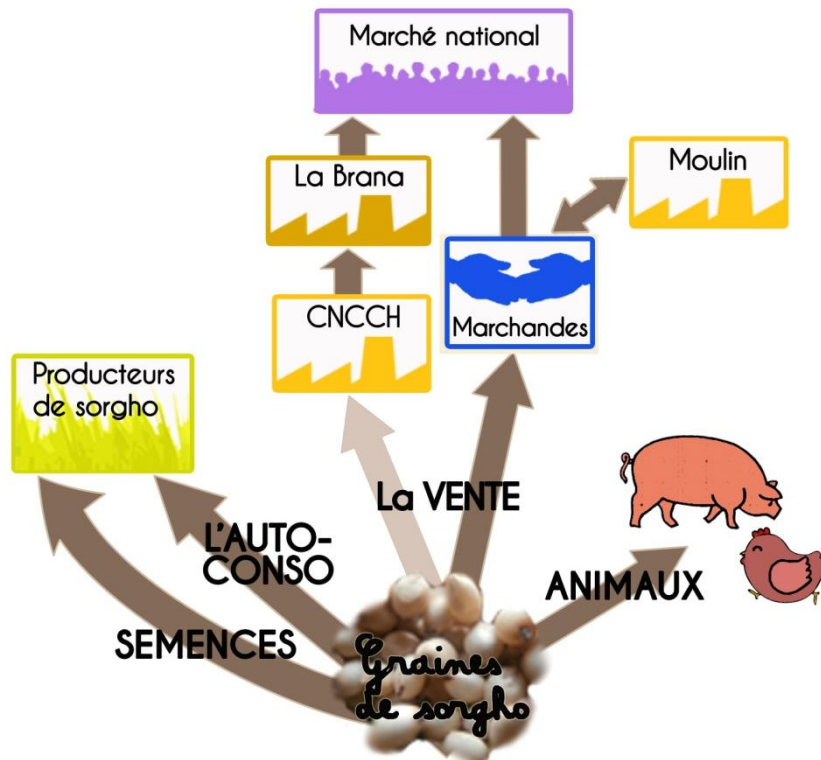 Marché national
La Brana
Moulin
CNCCH
Marchandes
Producteurs
de sorgho
La VENTE
L'AUTO-
CONSO
ANIMAUX
SEMENCES
Graines
de sorgho